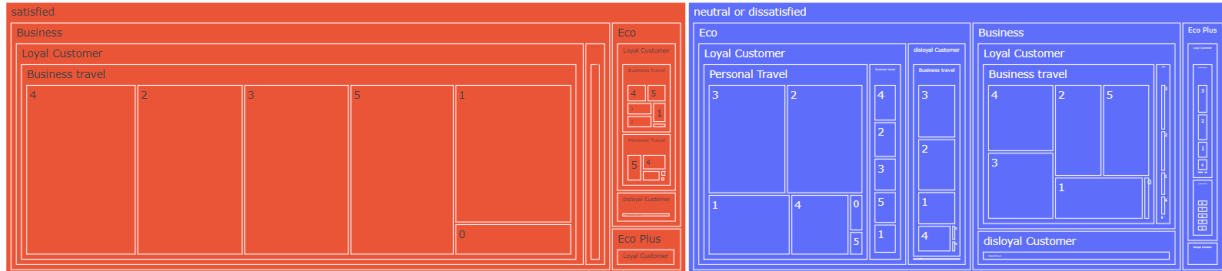 satisfied
Business
Loyal Customer
Business travel
4
2
3
5
1
0
Eco
Loyal Customer
Business travel
4
5
1
Personal Travel
5
4
disloyal Customer
Eco Plus
Loyal Customer
neutral or dissatisfied
Eco
Loyal Customer
Personal Travel
3
2
1
4
0
5
4
2
3
5
1
disloyal Customer
Business travel
3
2
1
4
Business
Loyal Customer
Business travel
4
2
5
3
1
0
disloyal Customer
Eco Plus